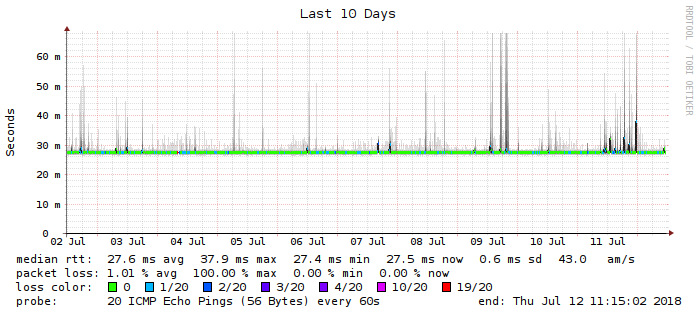 Last 10 Days
RRDTOOL / TOBI OETIKER
Seconds
60 m
50 m
40 m
30 m
20 m
10 m
0
02 Jul 03 Jul 04 Jul 05 Jul 06 Jul 07 Jul 08 Jul 09 Jul 10 Jul 11 Jul
median rtt: 27.6 ms avg 37.9 ms max 27.4 ms min 27.5 ms now 0.6 ms sd 43.0 am/s
packet loss: 1.01 % avg 100.00 % max 0.00 % min 0.00 % now
loss color: 0 1/20 2/20 3/20 4/20 10/20 19/20
probe: 20 ICMP Echo Pings (56 Bytes) every 60s end: Thu Jul 12 11:15:02 2018